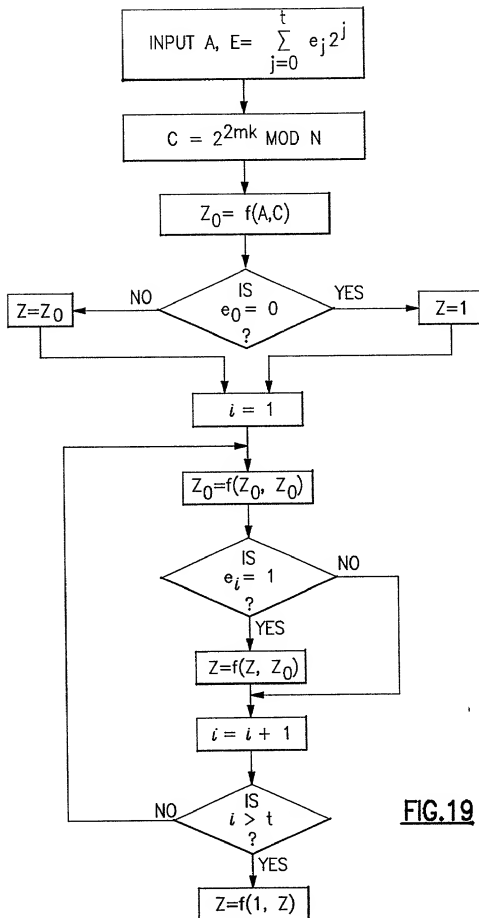 INPUT A, E= t
∑ e_j 2^j
j=0
C = 2^2mk MOD N
Z_0= f(A,C)
IS
e_0= 0
?
NO
YES
Z=Z_0
Z=1
i = 1
Z_0=f(Z_0, Z_0)
IS
e_i= 1
?
NO
YES
Z=f(Z, Z_0)
i = i + 1
IS
i > t
?
NO
YES
Z=f(1, Z)
FIG.19